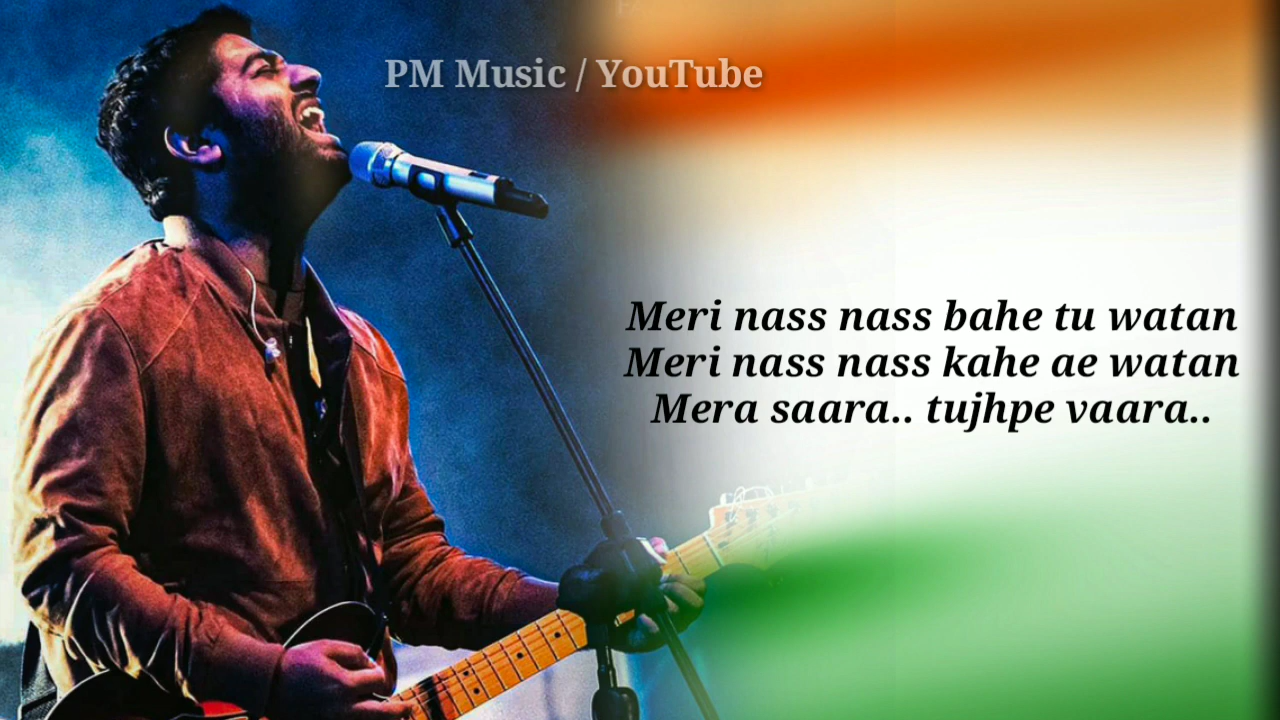 PM Music / YouTube
Meri nass nass bahe tu watan
Meri nass nass kahe ae watan
Mera saara.. tujhpe vaara..